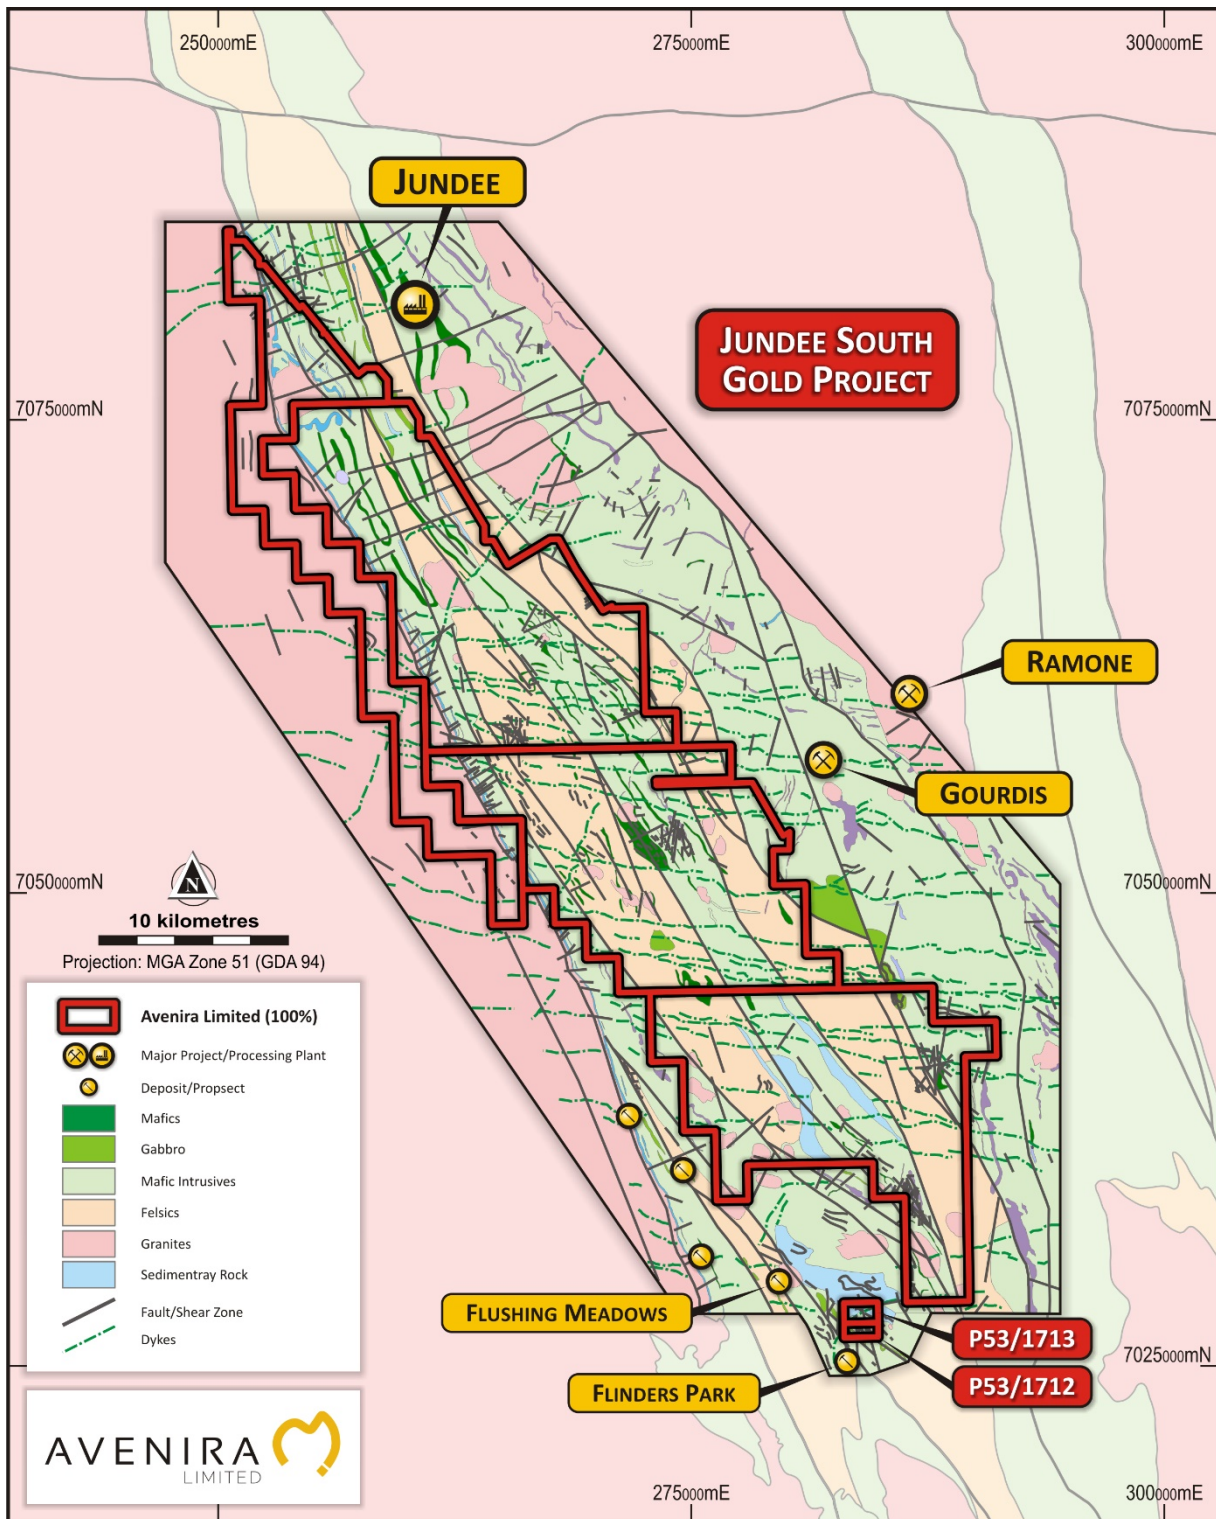 250000mE
275000mE
300000mE
JUNDEE
JUNDEE SOUTH
GOLD PROJECT
7075000mN
7075000mN
RAMONE
GOURDIS
7050000mN
7050000mN
N
10 kilometres
Projection: MGA Zone 51 (GDA 94)
Avenira Limited (100%)
Major Project/Processing Plant
Deposit/Propsect
Mafics
Gabbro
Mafic Intrusives
Felsics
Granites
Sedimentray Rock
Fault/Shear Zone
Dykes
FLUSHING MEADOWS
P53/1713
7025000mN
P53/1712
FLINDERS PARK
AVENIRA
LIMITED
275000mE
300000mE